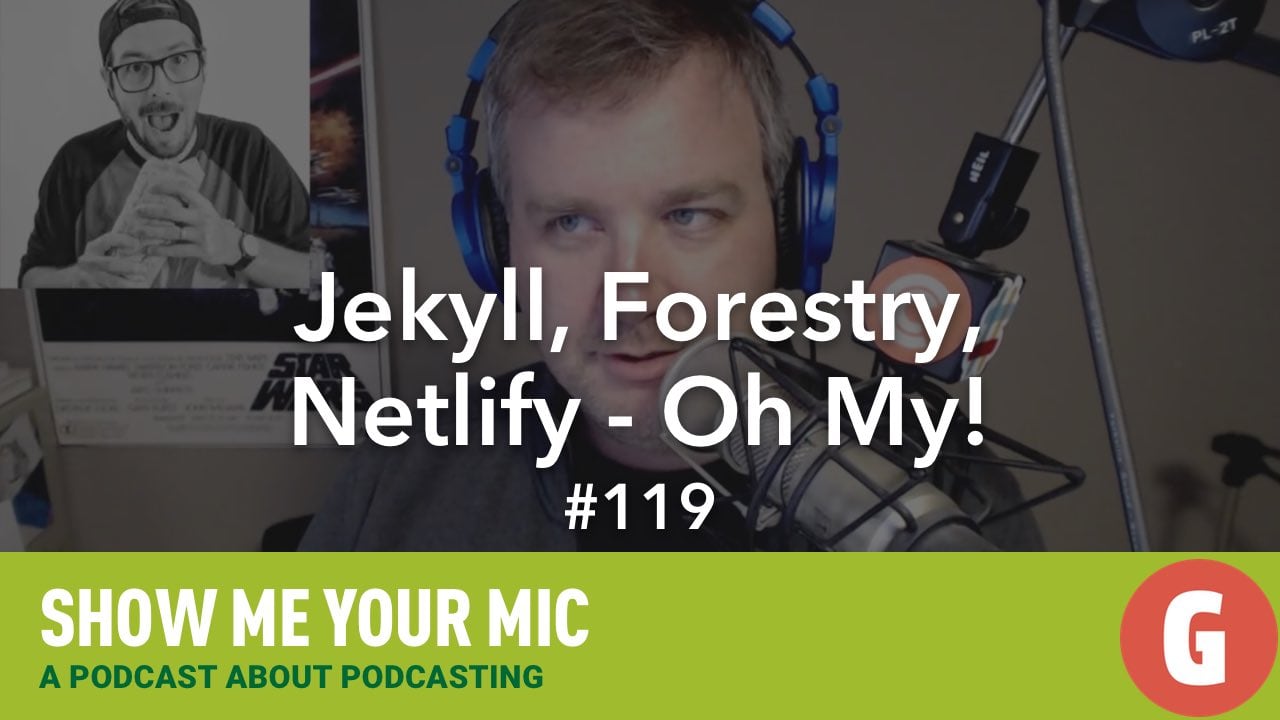 PL-2T
HEIL
Jekyll, Forestry,
Netlify - Oh My!
STAR
WARS
#119
SHOW ME YOUR MIC
A PODCAST ABOUT PODCASTING
G